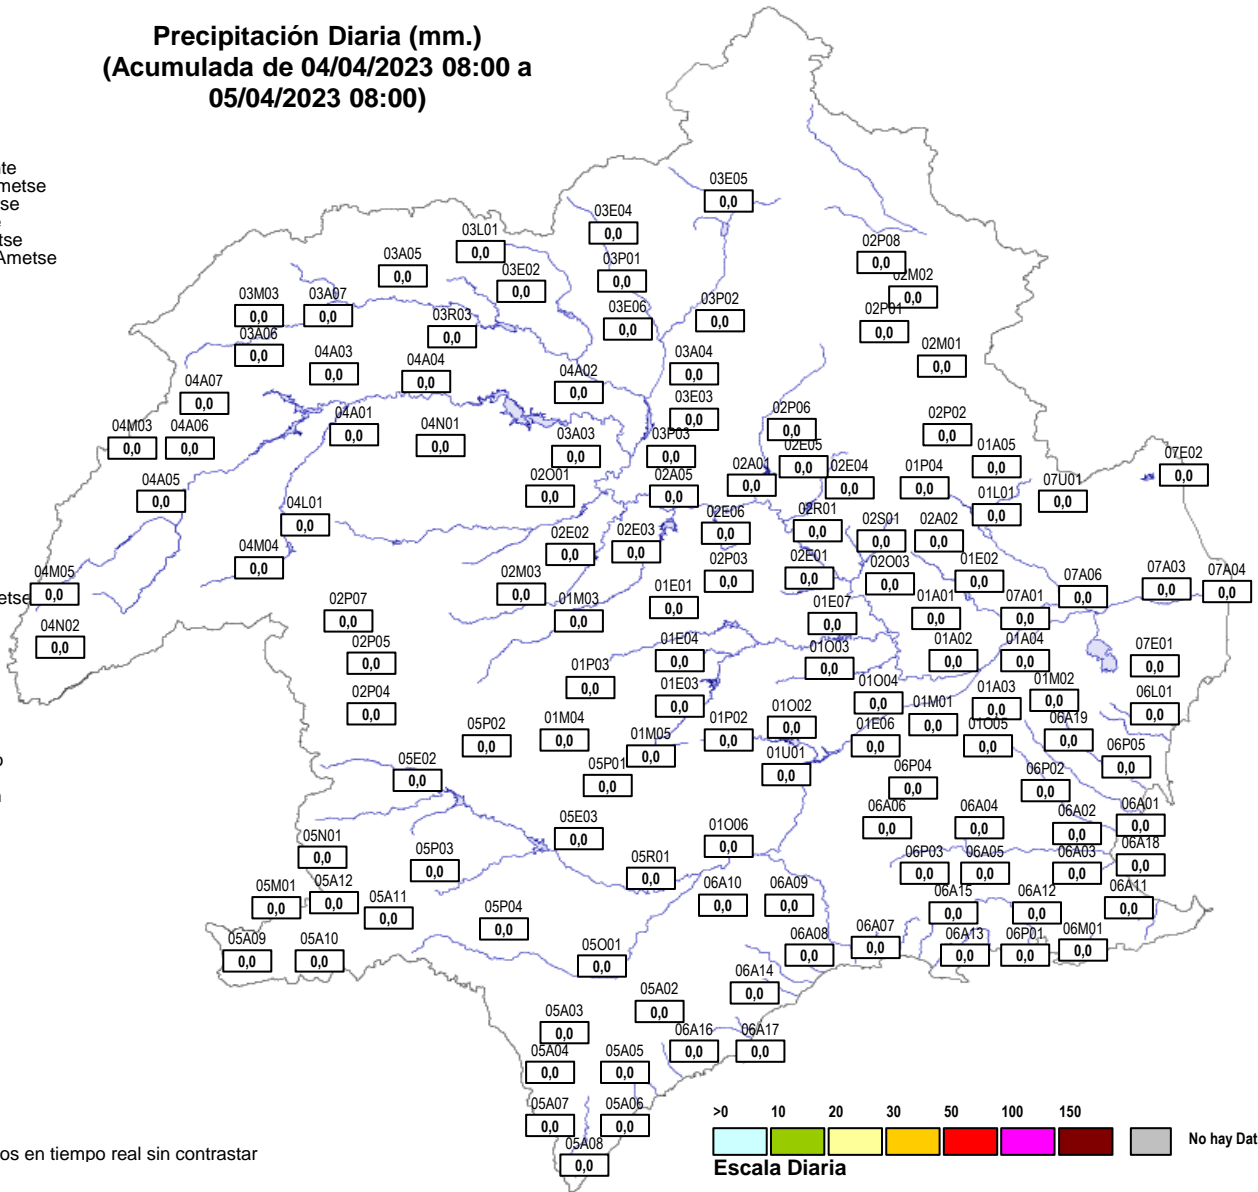 Precipitación Diaria (mm.)
(Acumulada de 04/04/2023 08:00 a
05/04/2023 08:00)
nte
metse
tse
e
tse
Ametse
03E05
0,0
03E04
0,0
03L01
0,0
03P01
0,0
02P08
0,0
03A05
0,0
03E02
0,0
02M02
0,0
03M03
0,0
03A07
0,0
03P02
0,0
03E06
0,0
02P01
0,0
03R03
0,0
03A06
0,0
02M01
0,0
04A03
0,0
04A04
0,0
03A04
0,0
04A02
0,0
04A07
0,0
03E03
0,0
04A01
0,0
02P06
0,0
02P02
0,0
04M03
0,0
04A06
0,0
04N01
0,0
03A03
0,0
03P03
0,0
02E05
0,0
01A05
0,0
07E02
0,0
02O01
0,0
02A05
0,0
02A01
0,0
02E04
0,0
01P04
0,0
07U01
0,0
04A05
0,0
01L01
0,0
04L01
0,0
02E06
0,0
02R01
0,0
02S01
0,0
02A02
0,0
02E02
0,0
02E03
0,0
04M04
0,0
02P03
0,0
02E01
0,0
02O03
0,0
01E02
0,0
04M05
0,0
etse
02M03
0,0
07A06
0,0
07A03
0,0
07A04
0,0
01M03
0,0
01E01
0,0
02P07
0,0
01E07
0,0
01A01
0,0
07A01
0,0
04N02
0,0
02P05
0,0
01E04
0,0
01O03
0,0
01A02
0,0
01A04
0,0
07E01
0,0
01P03
0,0
01E03
0,0
01O04
0,0
01A03
0,0
01M02
0,0
06L01
0,0
02P04
0,0
05P02
0,0
01M04
0,0
01P02
0,0
01O02
0,0
01M01
0,0
01E06
0,0
01O05
0,0
06A19
0,0
01M05
0,0
06P05
0,0
05E02
0,0
05P01
0,0
01U01
0,0
06P04
0,0
06P02
0,0
05E03
0,0
06A06
0,0
06A04
0,0
06A02
0,0
06A01
0,0
05N01
0,0
01O06
0,0
05P03
0,0
05R01
0,0
06P03
0,0
06A05
0,0
06A03
0,0
06A18
0,0
05M01
0,0
05A12
0,0
05A11
0,0
06A10
0,0
06A09
0,0
06A15
0,0
06A12
0,0
06A11
0,0
05P04
0,0
05A09
0,0
05A10
0,0
05O01
0,0
06A08
0,0
06A07
0,0
06A13
0,0
06P01
0,0
06M01
0,0
06A14
0,0
05A02
0,0
05A03
0,0
06A16
0,0
06A17
0,0
05A04
0,0
05A05
0,0
05A07
0,0
05A06
0,0
05A08
0,0
>0 10 20 30 50 100 150
No hay Dat
Escala Diaria
os en tiempo real sin contrastar